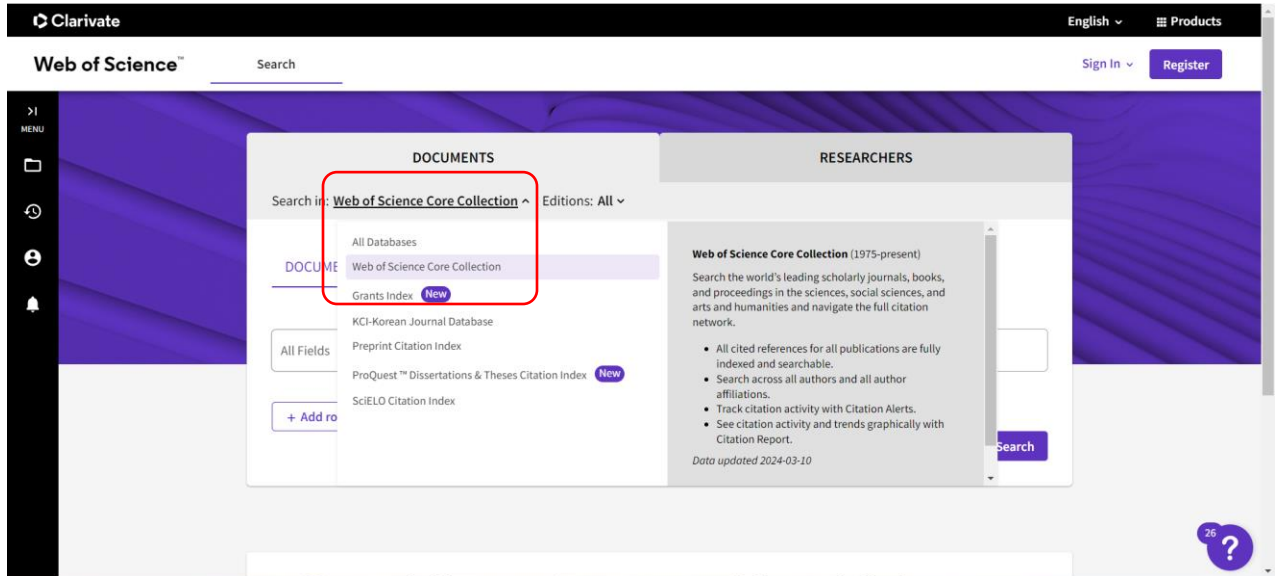 Clarivate
English
Products
Web of Science™
Search
Sign In
Register
MENU
DOCUMENTS
RESEARCHERS
Search in: Web of Science Core Collection Editions: All
All Databases
Web of Science Core Collection
Grants Index New
KCI-Korean Journal Database
Preprint Citation Index
ProQuest™ Dissertations & Theses Citation Index New
SciELO Citation Index
DOCUME
All Fields
+ Add ro
Web of Science Core Collection (1975-present)
Search the world's leading scholarly journals, books,
and proceedings in the sciences, social sciences, and
arts and humanities and navigate the full citation
network.
• All cited references for all publications are fully
indexed and searchable.
• Search across all authors and all author
affiliations.
• Track citation activity with Citation Alerts.
• See citation activity and trends graphically with
Citation Report.
Data updated 2024-03-10
Search
26
?